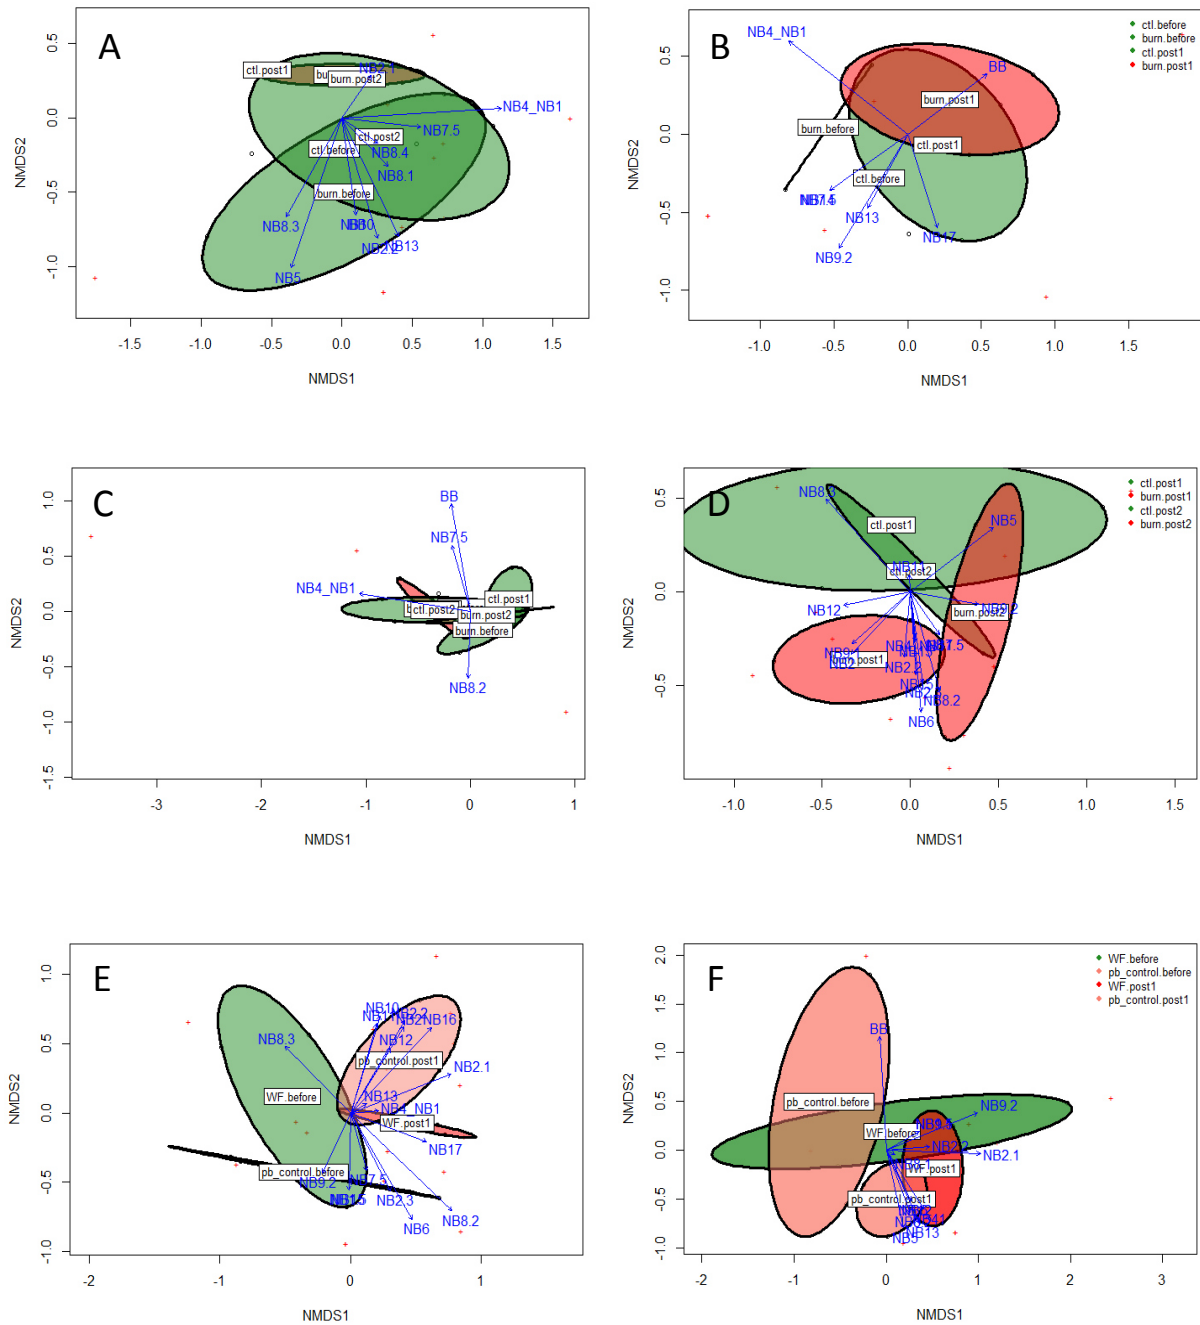 A
0.5
0.0
-0.5
-1.0
NMDS2
ctl.post1
burn.post2
NB2.1
NB4_NB1
NB7.5
ctl.post2
ctl.before
NB8.4
NB8.1
burn.before
NB8.3
NB13
NB2.2
NB5
-1.5 -1.0 -0.5 0.0 0.5 1.0 1.5
NMDS1
B
0.5
0.0
-0.5
-1.0
NMDS2
ctl.before
burn.before
ctl.post1
burn.post1
NB4_NB1
BB
burn.post1
burn.before
ctl.post1
ctl.before
NB13
NB17
NB9.2
-1.0 -0.5 0.0 0.5 1.0 1.5
NMDS1
C
1.0
0.5
0.0
-0.5
-1.0
-1.5
NMDS2
BB
NB7.5
NB4_NB1
ctl.post1
ctl.post2
burn.post2
burn.before
NB8.2
-3 -2 -1 0 1
NMDS1
D
0.5
0.0
-0.5
NMDS2
ctl.post1
burn.post1
ctl.post2
burn.post2
NB8.3
ctl.post1
NB5
NB11
ctl.post2
NB12
NB9.2
burn.post2
burn.post1
NB2.2
NB8.2
NB6
-1.0 -0.5 0.0 0.5 1.0 1.5
NMDS1
E
1.0
0.5
0.0
-0.5
-1.0
NMDS2
NB10
NB2.2
NB16
NB8.3
NB12
pb_control.post1
NB2.1
WF.before
NB13
NB4_NB1
WF.post1
NB17
pb_control.before
NB9.2
NB7.5
NB2.3
NB8.2
NB6
-2 -1 0 1
NMDS1
F
2.0
1.5
1.0
0.5
0.0
-0.5
-1.0
NMDS2
WF.before
pb_control.before
WF.post1
pb_control.post1
BB
pb_control.before
NB9.2
WF.before
NB2.2
NB2.1
WF.post1
pb_control.post1
NB13
NB5
-2 -1 0 1 2 3
NMDS1